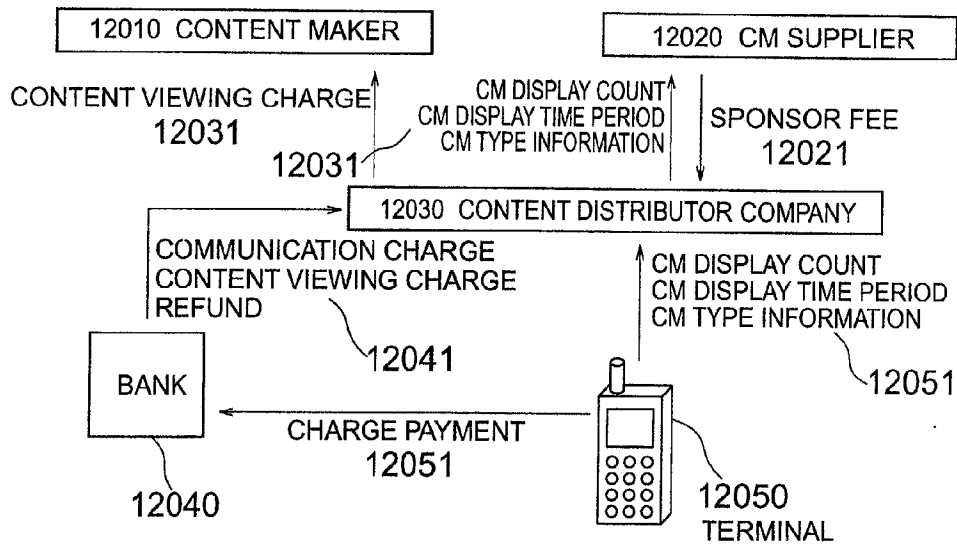 12010 CONTENT MAKER
12020 CM SUPPLIER
CONTENT VIEWING CHARGE
12031
12031
CM DISPLAY COUNT
CM DISPLAY TIME PERIOD
CM TYPE INFORMATION
SPONSOR FEE
12021
12030 CONTENT DISTRIBUTOR COMPANY
COMMUNICATION CHARGE
CONTENT VIEWING CHARGE
REFUND
12041
CM DISPLAY COUNT
CM DISPLAY TIME PERIOD
CM TYPE INFORMATION
12051
BANK
12040
CHARGE PAYMENT
12051
12050
TERMINAL